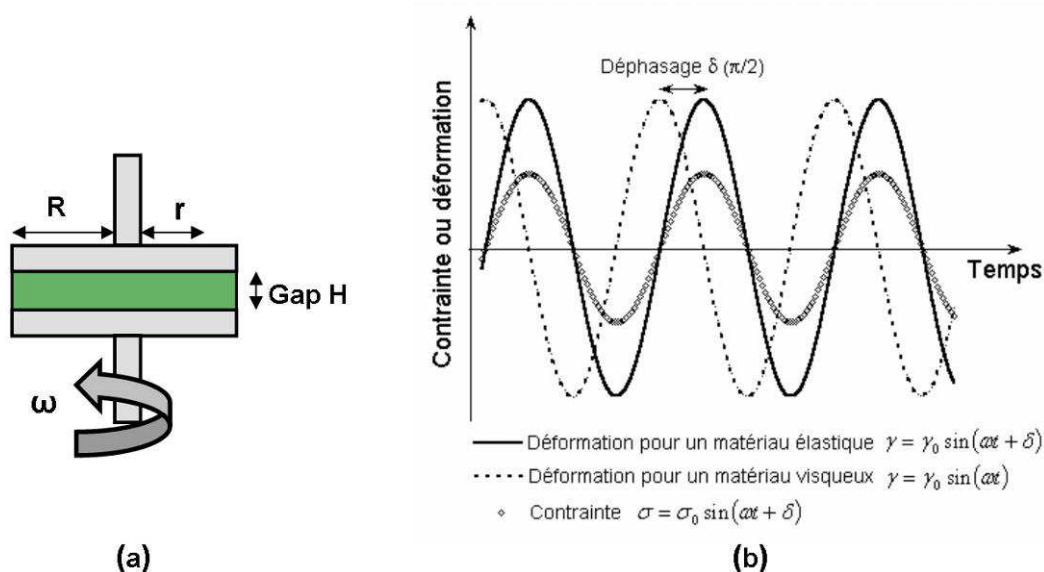 R
r
Gap H
ω
(a)
Contrainte ou déformation
Déphasage δ (π/2)
Temps
Déformation pour un matériau élastique γ = γ₀ sin(ωt + δ)
Déformation pour un matériau visqueux γ = γ₀ sin(ωt)
Contrainte σ = σ₀ sin(ωt + δ)
(b)